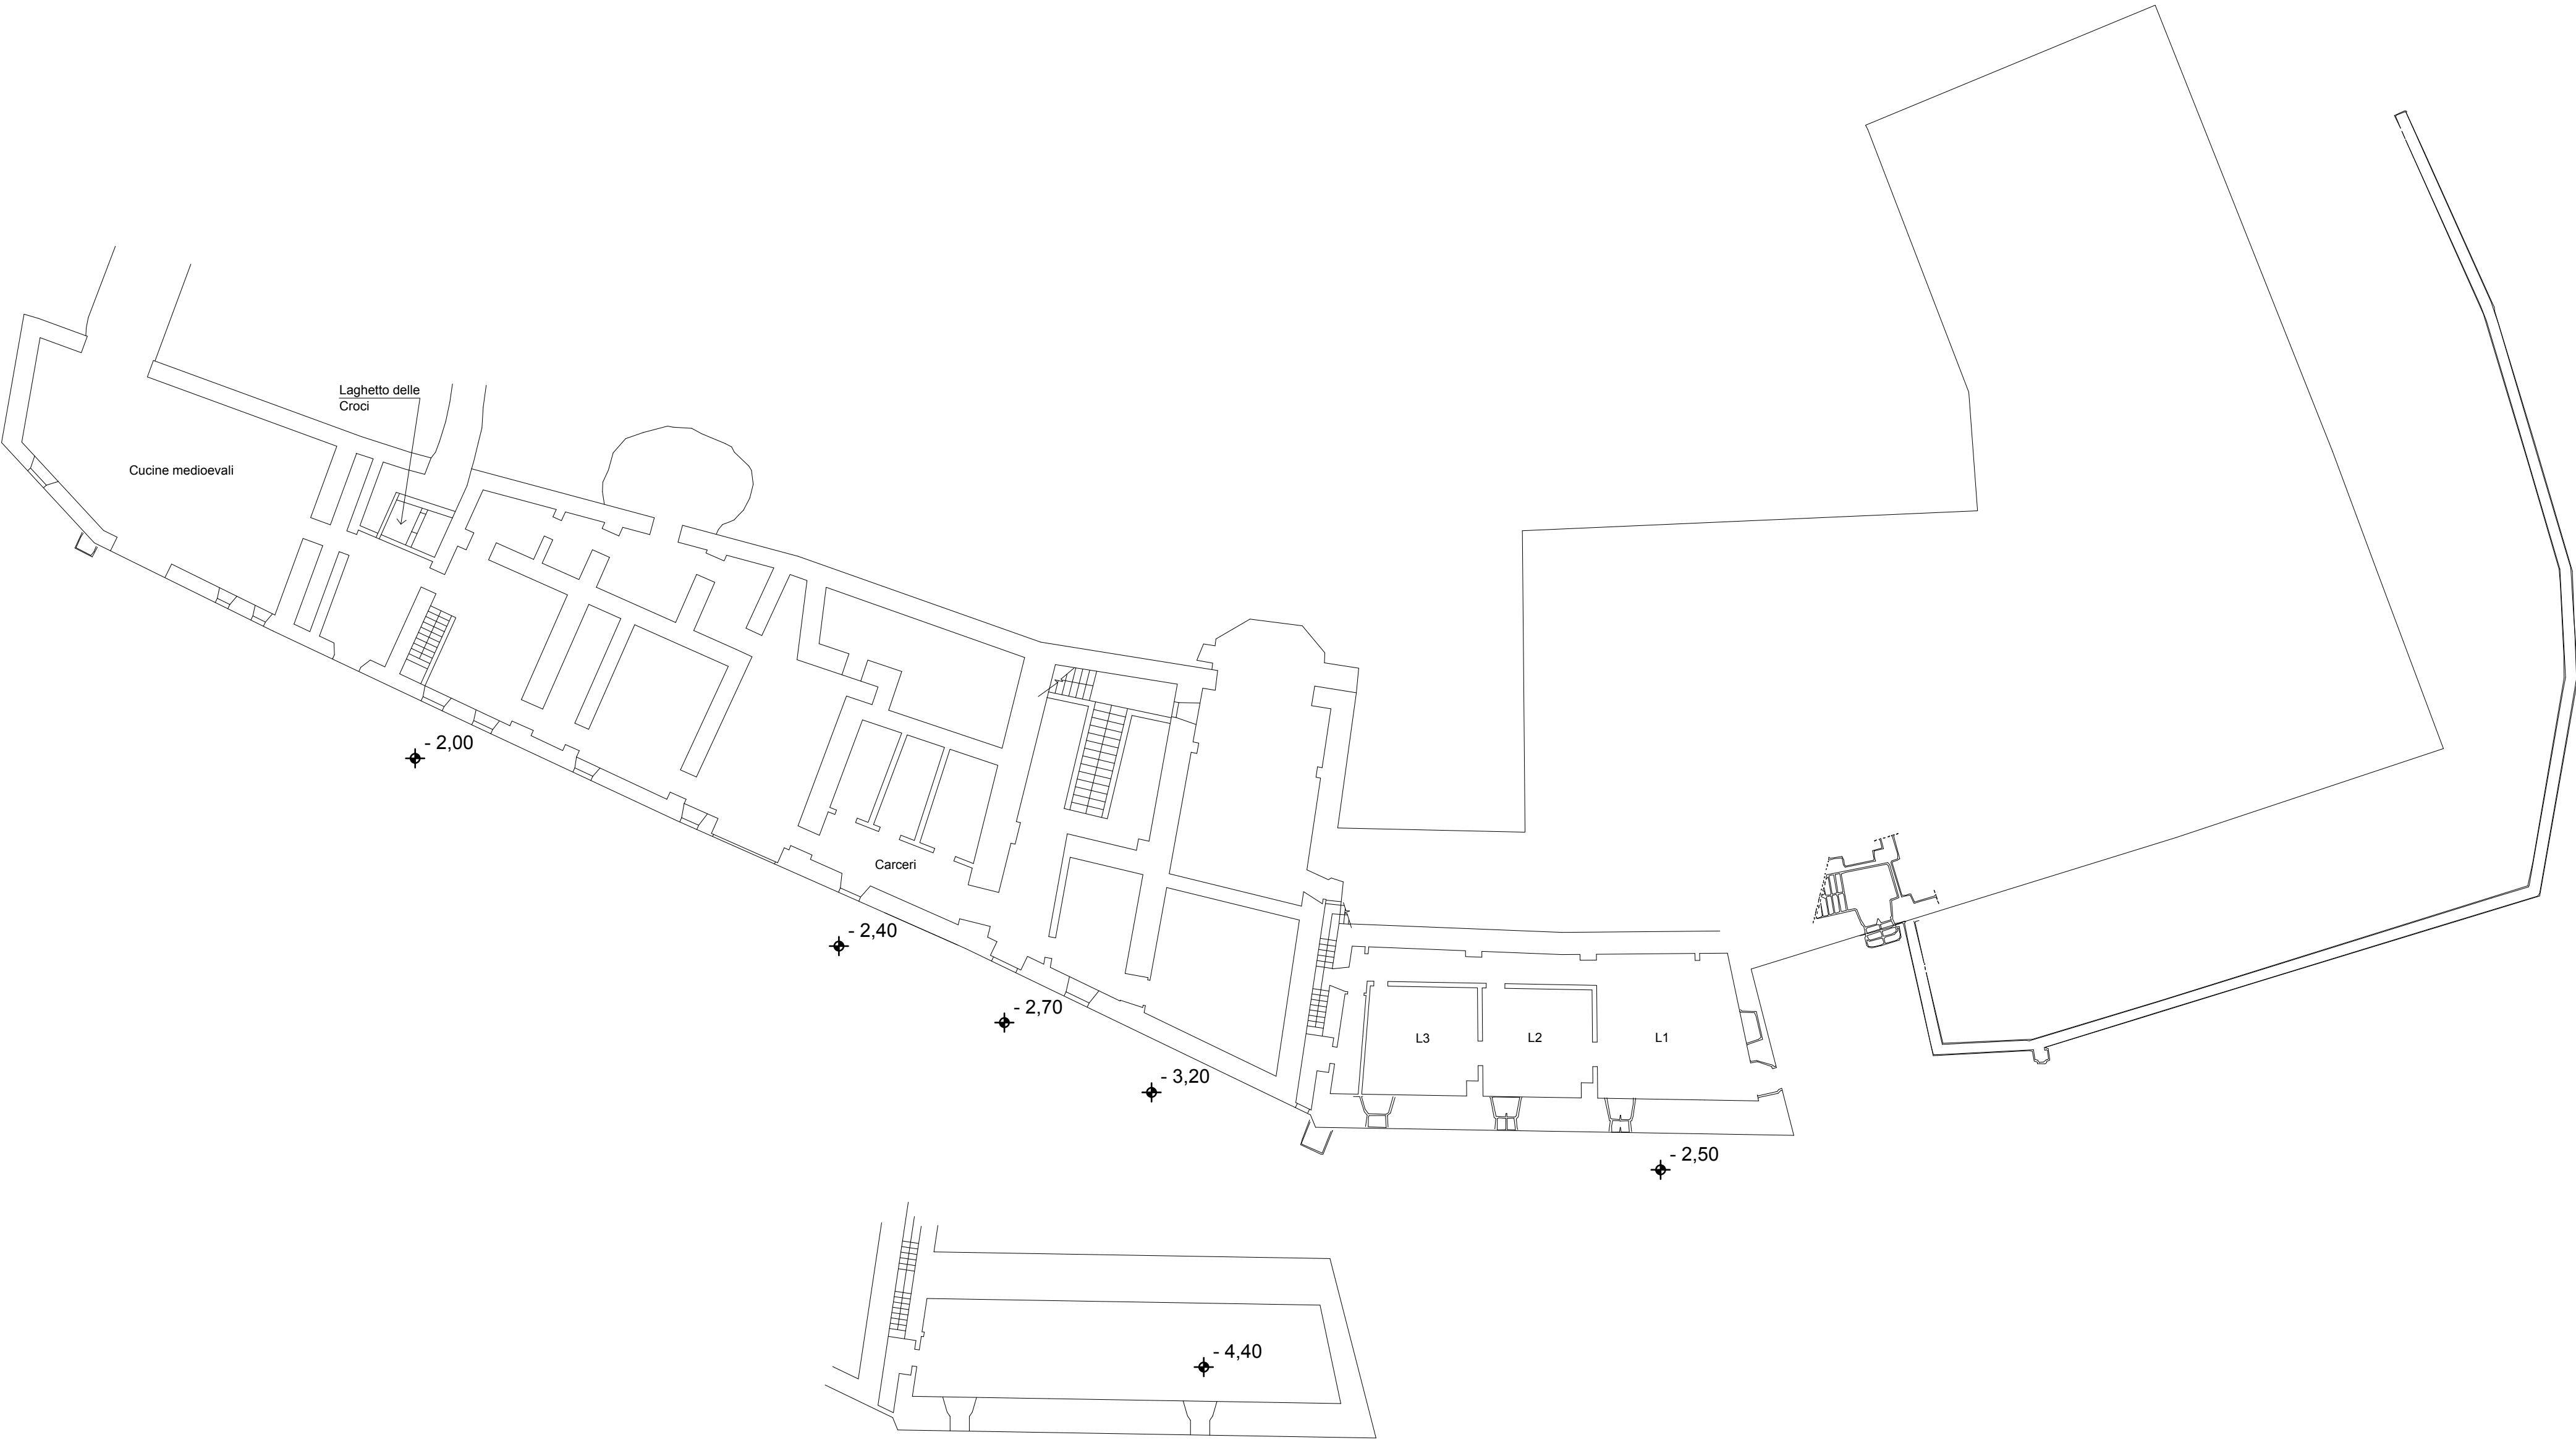 Laghetto delle
Croci
Cucine medioevali
- 2,00
Carceri
- 2,40
- 2,70
L3
L2
L1
- 3,20
- 2,50
- 4,40